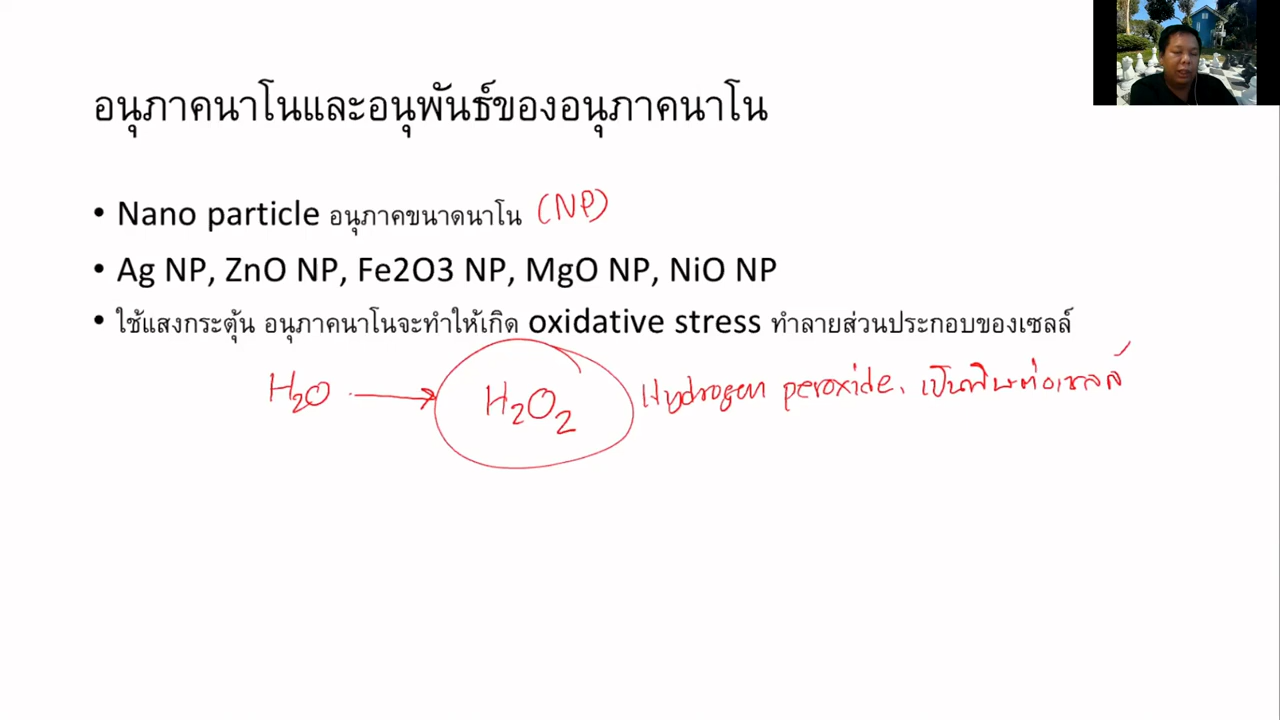 อนุภาคนาโนและอนุพันธ์ของอนุภาคนาโน
• Nano particle อนุภาคขนาดนาโน (NP)
• Ag NP, ZnO NP, Fe2O3 NP, MgO NP, NiO NP
• ใช้แสงกระตุ้น อนุภาคนาโนจะทำให้เกิด oxidative stress ทำลายส่วนประกอบของเซลล์
H2O → H2O2 Hydrogen peroxide. เป็นพิษต่อเซลล์